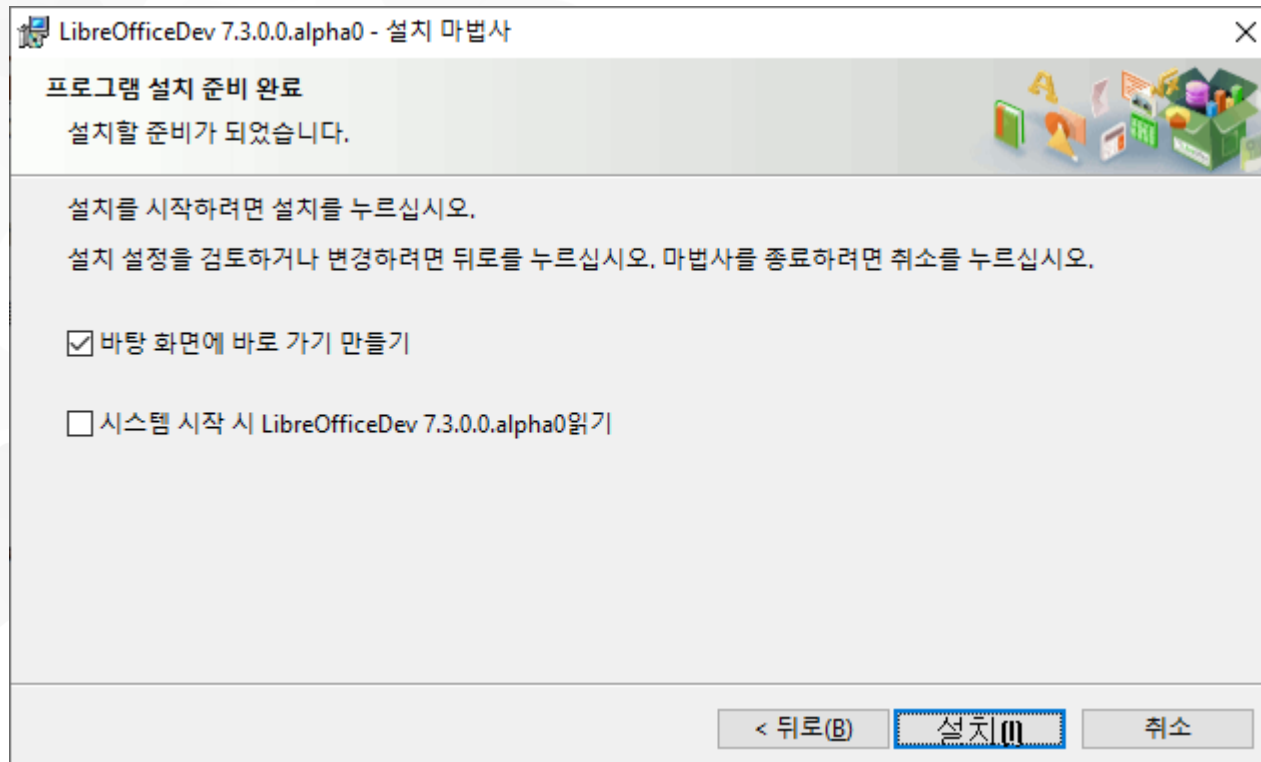 LibreOfficeDev 7.3.0.0.alpha0 - 설치 마법사
프로그램 설치 준비 완료
설치할 준비가 되었습니다.
설치를 시작하려면 설치를 누르십시오.
설치 설정을 검토하거나 변경하려면 뒤로를 누르십시오. 마법사를 종료하려면 취소를 누르십시오.
바탕 화면에 바로 가기 만들기
시스템 시작 시 LibreOfficeDev 7.3.0.0.alpha0읽기
< 뒤로(B) 설치(I) 취소